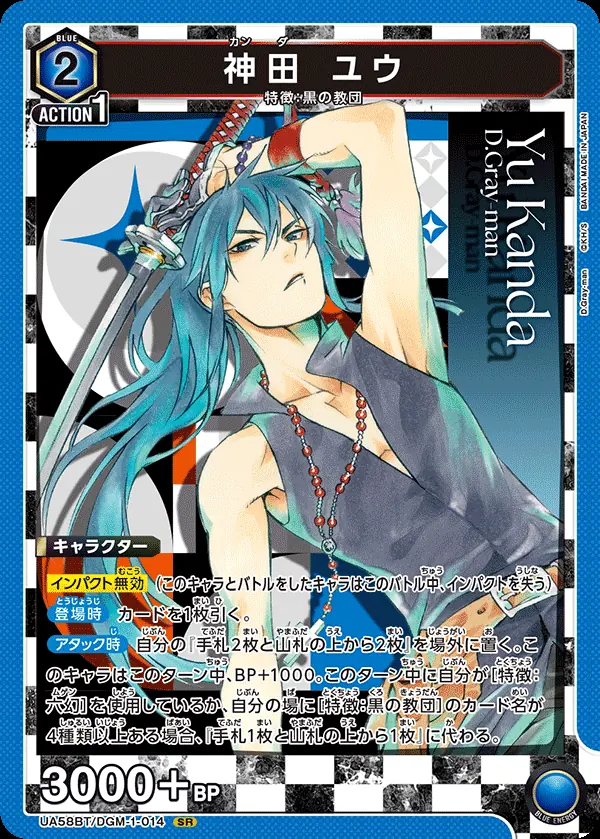 BLUE
2
ACTION 1
カンダ
神田 ユウ
特徴:黒の教団
Yu Kanda
D.Gray-man
D.Gray-man ©KH/S BANDAI MADE IN JAPAN
キャラクター
インパクト無効 (このキャラとバトルをしたキャラはこのバトル中、インパクトを失う)
登場時 カードを1枚引く。
アタック時 自分の『手札2枚と山札の上から2枚』を場外に置く。こ
のキャラはこのターン中、BP+1000。このターン中に自分が[特徴:
六幻]を使用しているか、自分の場に[特徴:黒の教団]のカード名が
4種類以上ある場合、『手札1枚と山札の上から1枚』に代わる。
3000+BP
UA58BT/DGM-1-014 SR
BLUE ENERGY